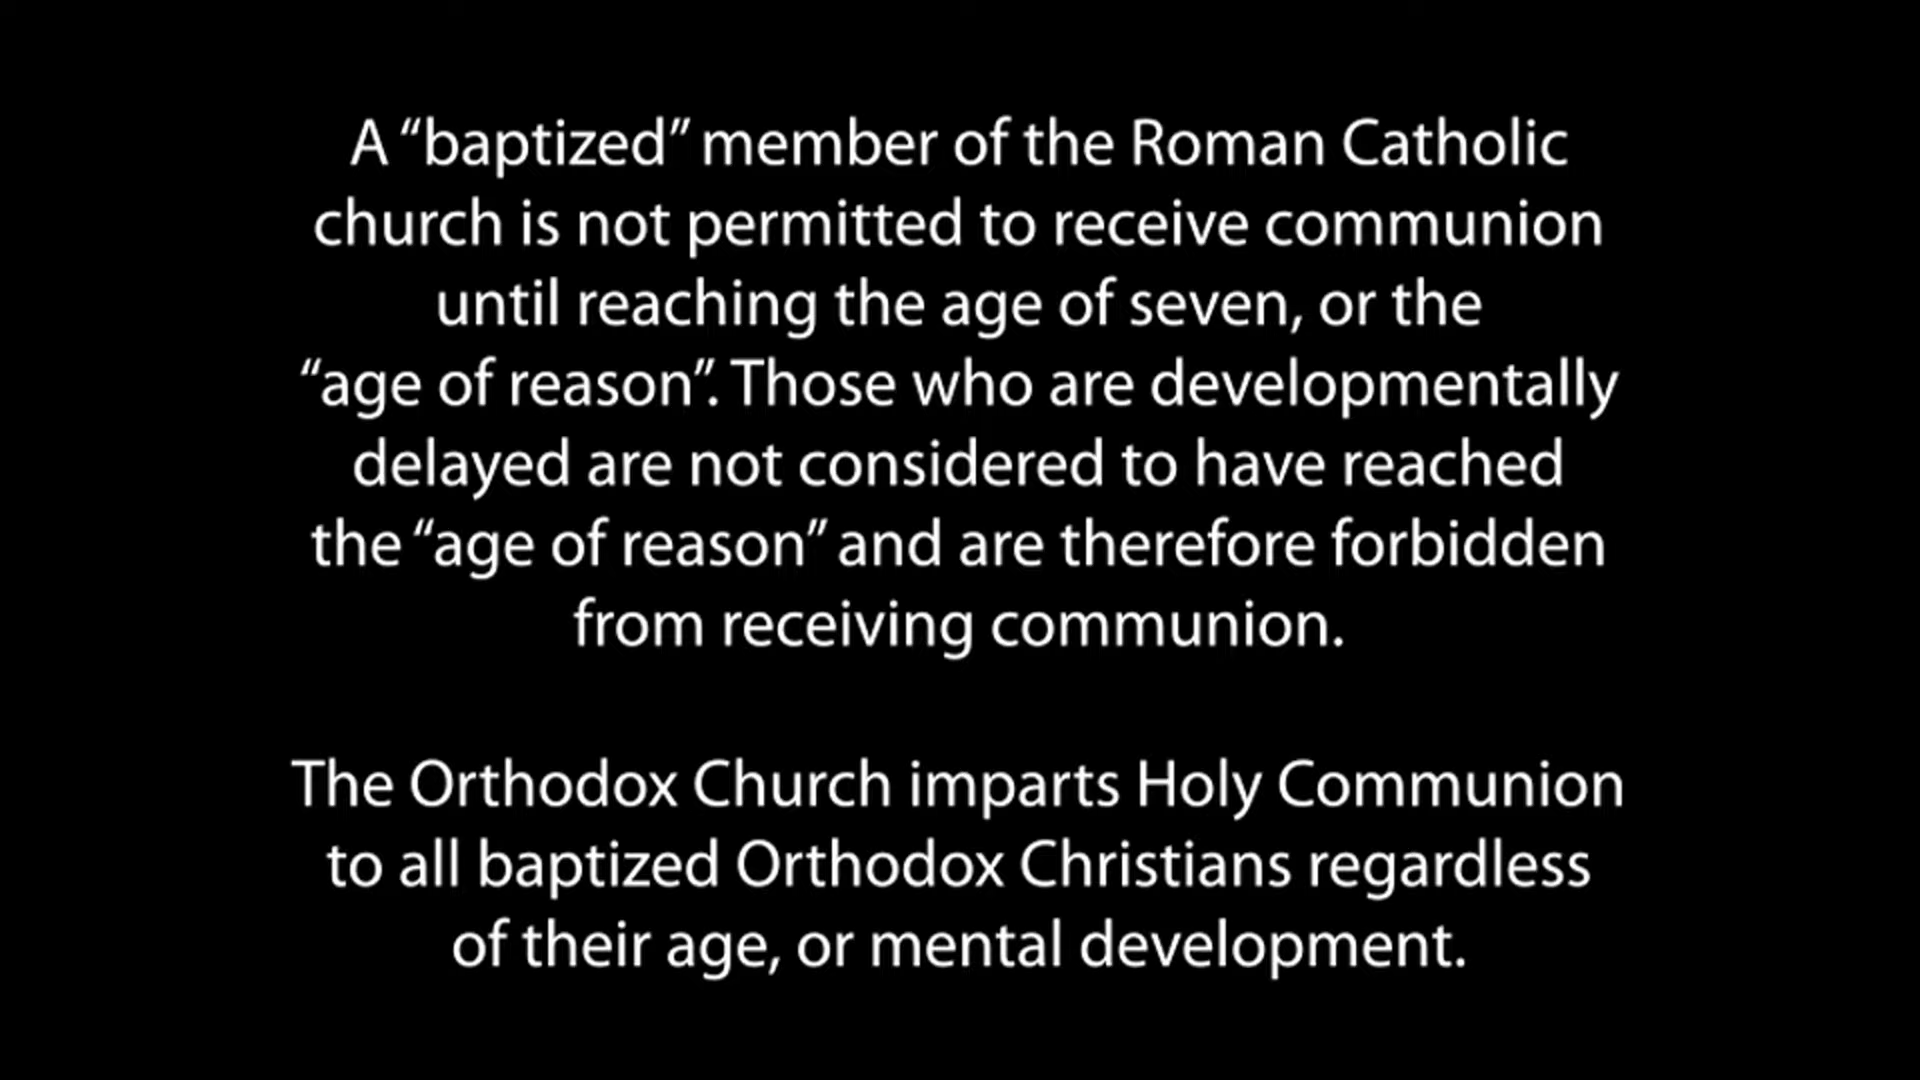 A “baptized” member of the Roman Catholic
church is not permitted to receive communion
until reaching the age of seven, or the
“age of reason”. Those who are developmentally
delayed are not considered to have reached
the “age of reason” and are therefore forbidden
from receiving communion.
The Orthodox Church imparts Holy Communion
to all baptized Orthodox Christians regardless
of their age, or mental development.